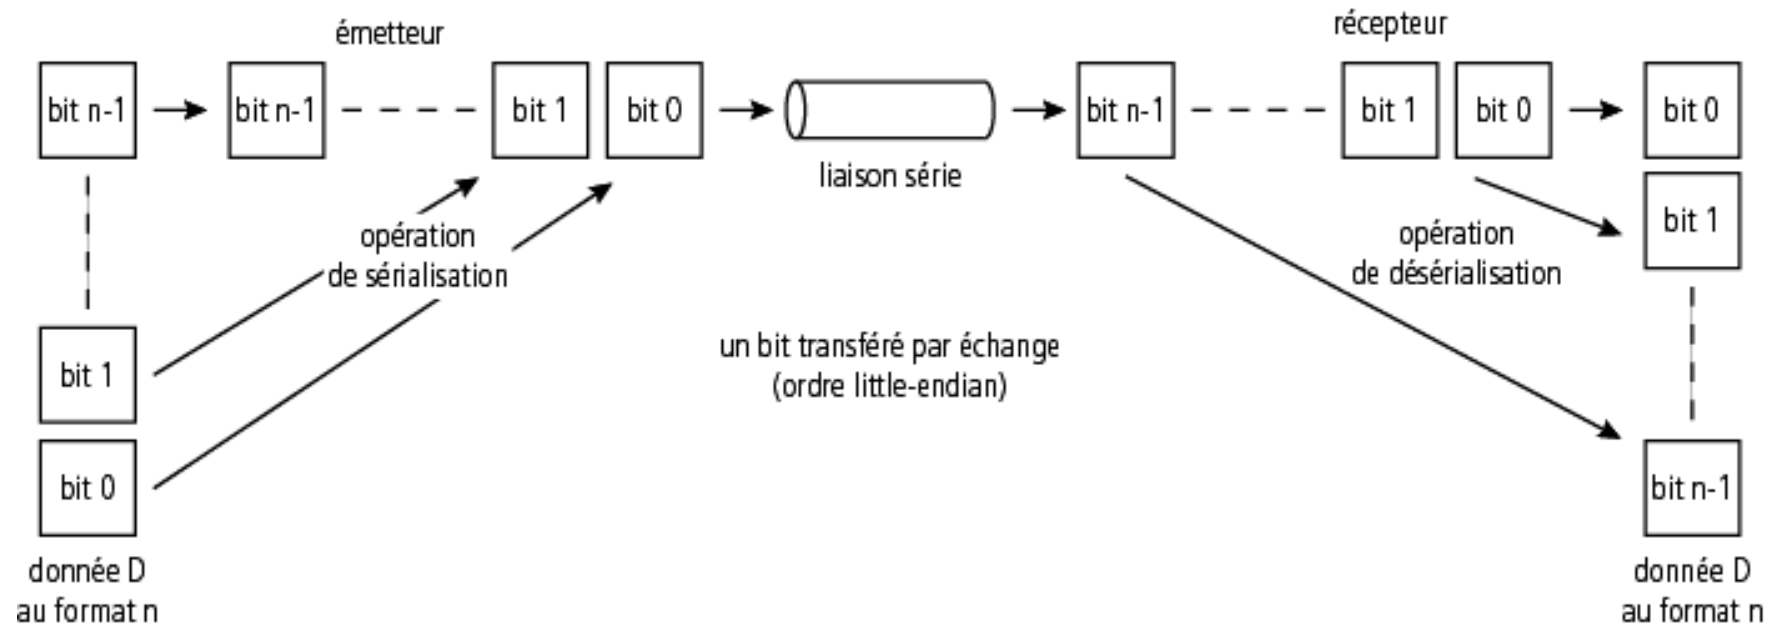 émetteur
récepteur
bit n-1
bit n-1
bit 1
bit 0
bit n-1
bit 1
bit 0
bit 0
liaison série
bit 1
opération
de sérialisation
opération
de désérialisation
un bit transféré par échange
(ordre little-endian)
bit 1
bit 0
bit n-1
donnée D
au format n
donnée D
au format n